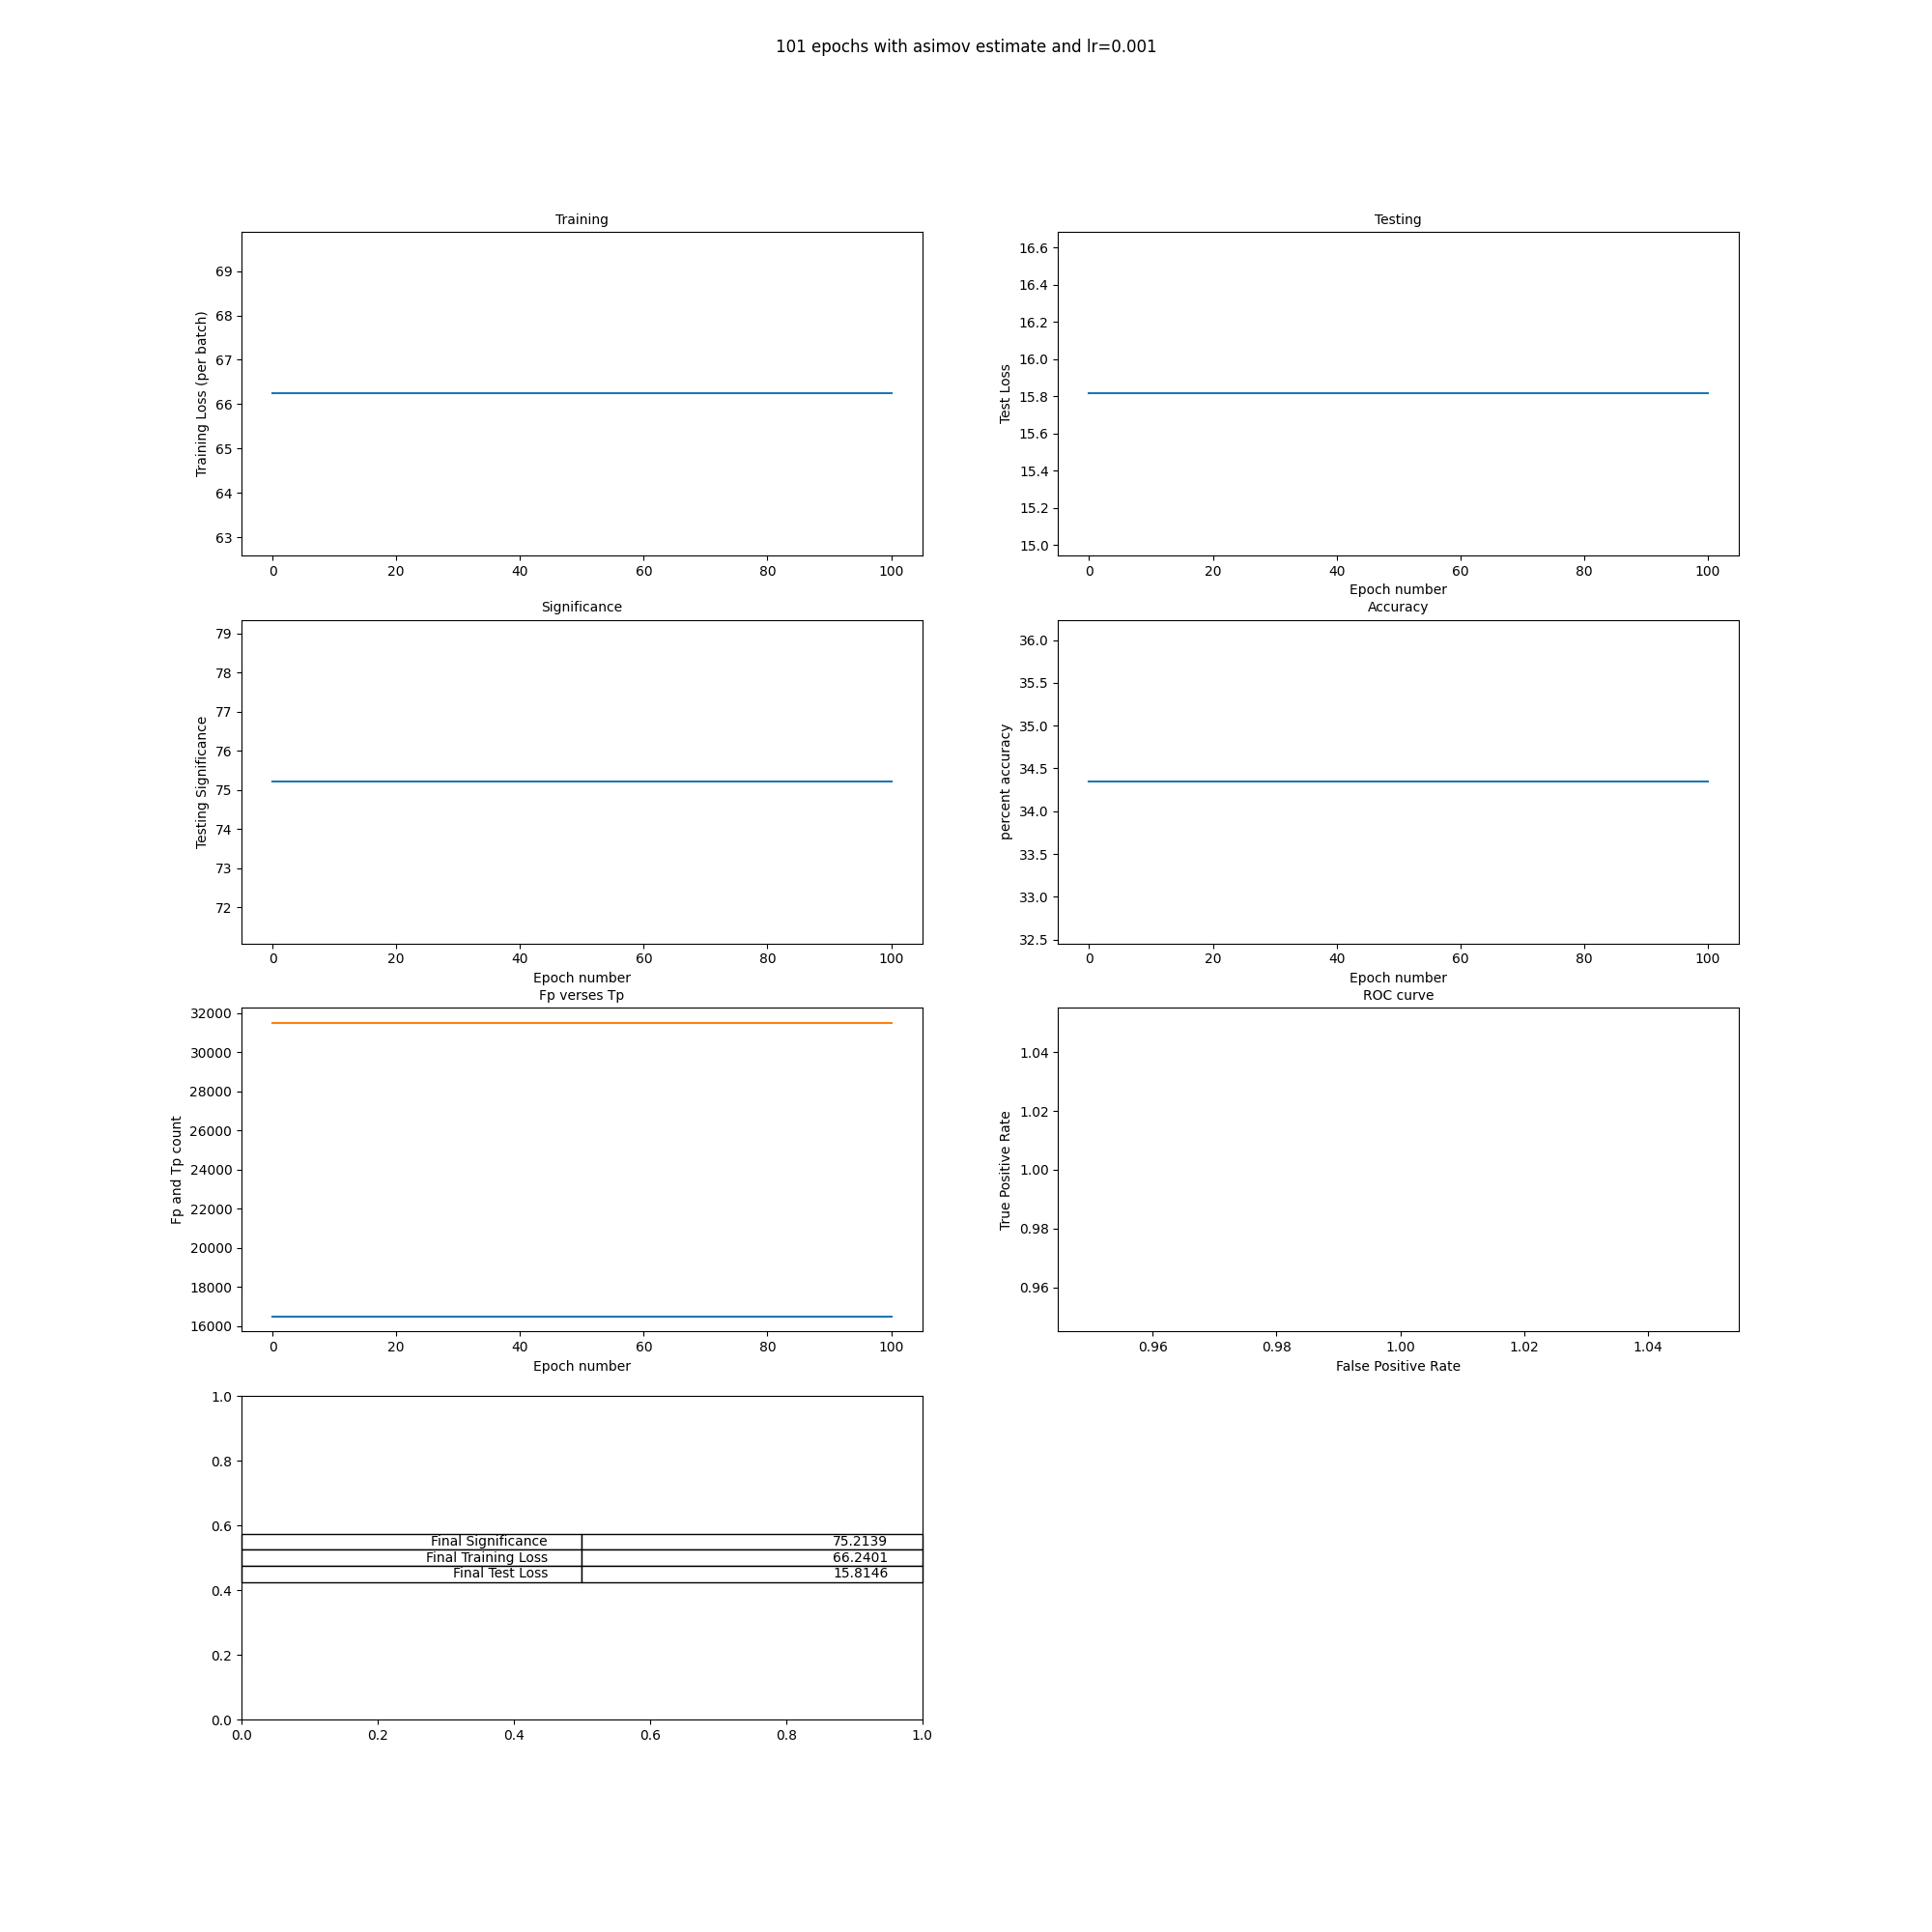 101 epochs with asimov estimate and lr=0.001
Training
Training Loss (per batch)
69
68
67
66
65
64
63
0 20 40 60 80 100
Testing
Test Loss
16.6
16.4
16.2
16.0
15.8
15.6
15.4
15.2
15.0
0 20 40 60 80 100
Epoch number
Significance
Testing Significance
79
78
77
76
75
74
73
72
0 20 40 60 80 100
Epoch number
Accuracy
percent accuracy
36.0
35.5
35.0
34.5
34.0
33.5
33.0
32.5
0 20 40 60 80 100
Epoch number
Fp verses Tp
Fp and Tp count
32000
30000
28000
26000
24000
22000
20000
18000
16000
0 20 40 60 80 100
Epoch number
ROC curve
True Positive Rate
1.04
1.02
1.00
0.98
0.96
0.96 0.98 1.00 1.02 1.04
False Positive Rate
1.0
0.8
0.6
0.4
0.2
0.0
Final Significance 75.2139
Final Training Loss 66.2401
Final Test Loss 15.8146
0.0 0.2 0.4 0.6 0.8 1.0